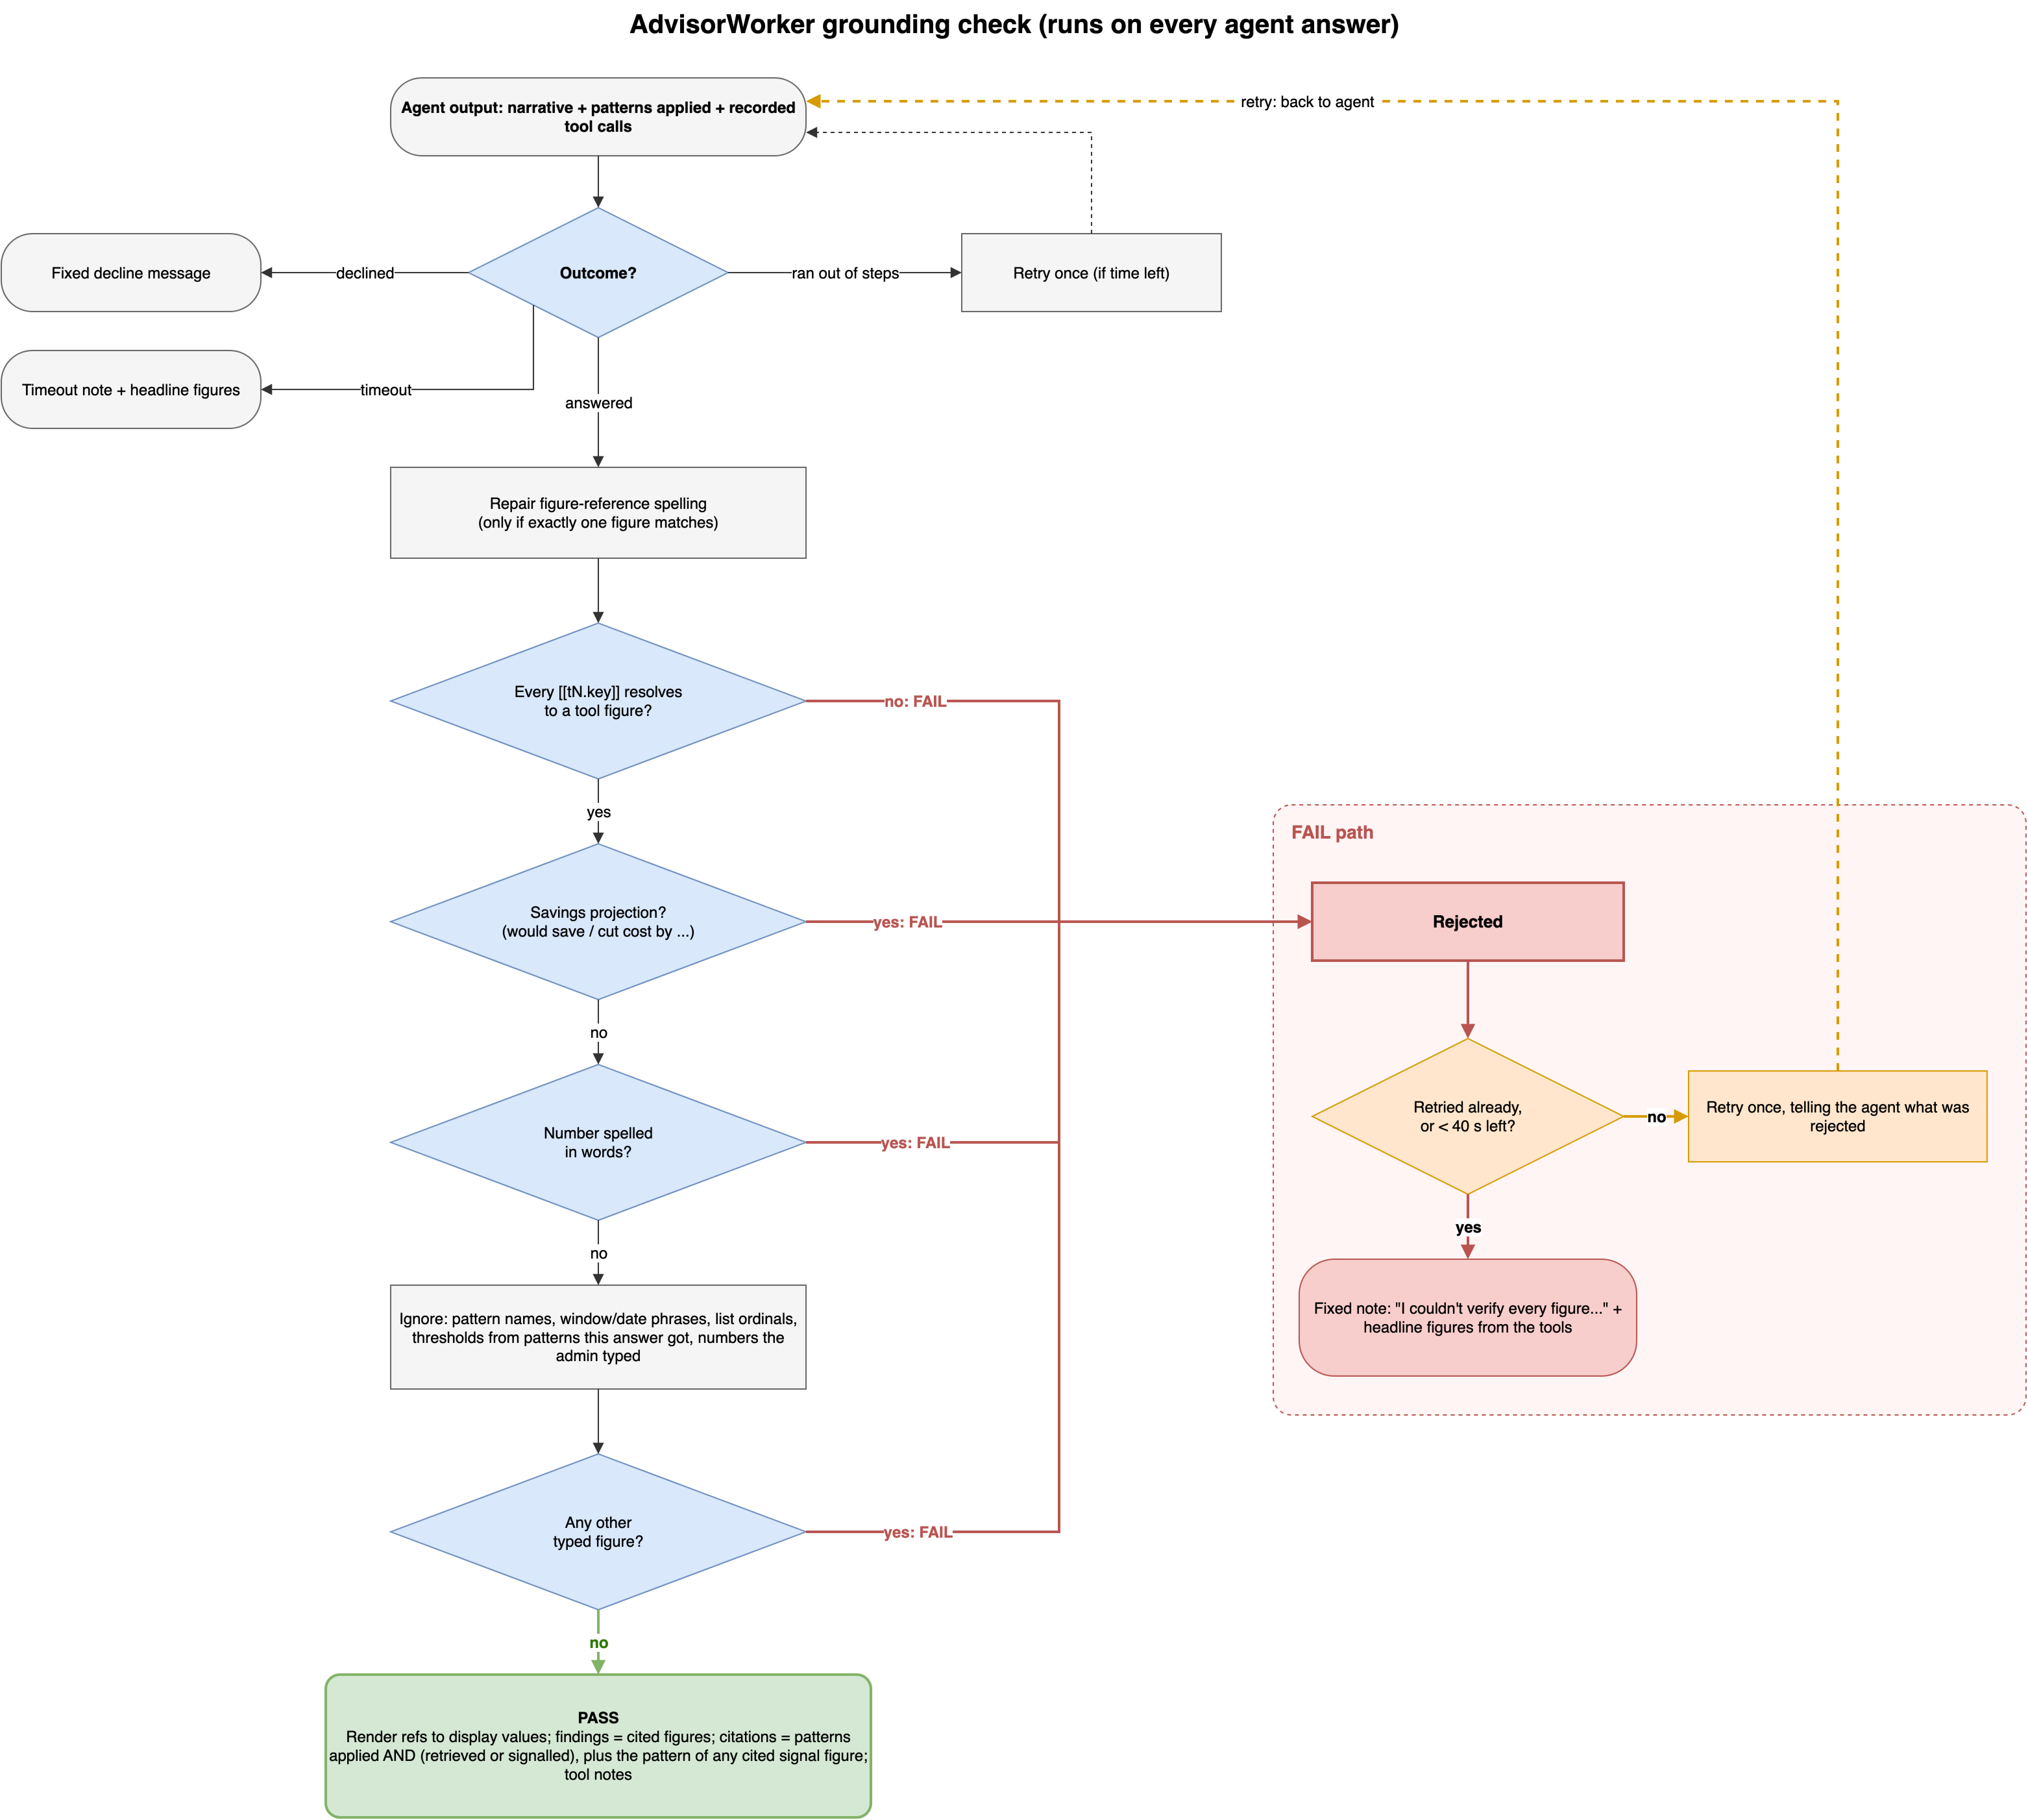 AdvisorWorker grounding check (runs on every agent answer)
Agent output: narrative + patterns applied + recorded
tool calls
retry: back to agent
Fixed decline message
declined
Outcome?
ran out of steps
Retry once (if time left)
Timeout note + headline figures
timeout
answered
Repair figure-reference spelling
(only if exactly one figure matches)
Every [[tN.key]] resolves
to a tool figure?
no: FAIL
yes
FAIL path
Savings projection?
(would save / cut cost by ...)
yes: FAIL
Rejected
no
Number spelled
in words?
yes: FAIL
Retried already,
or < 40 s left?
no
Retry once, telling the agent what was
rejected
yes
no
Fixed note: "I couldn't verify every figure..." +
headline figures from the tools
Ignore: pattern names, window/date phrases, list ordinals,
thresholds from patterns this answer got, numbers the
admin typed
Any other
typed figure?
yes: FAIL
no
PASS
Render refs to display values; findings = cited figures; citations = patterns
applied AND (retrieved or signalled), plus the pattern of any cited signal figure;
tool notes